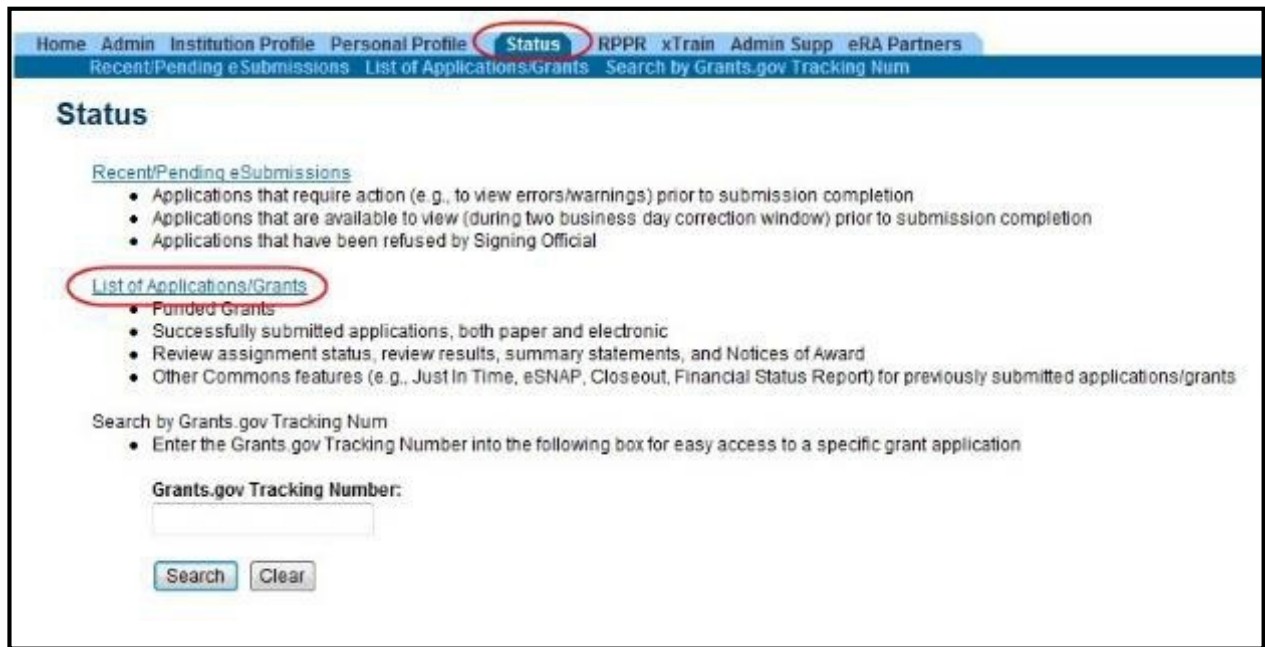 Home Admin Institution Profile Personal Profile Status RPPR xTrain Admin Supp eRA Partners
Recent/Pending eSubmissions List of Applications/Grants Search by Grants.gov Tracking Num
Status
Recent/Pending eSubmissions
• Applications that require action (e.g., to view errors/warnings) prior to submission completion
• Applications that are available to view (during two business day correction window) prior to submission completion
• Applications that have been refused by Signing Official
List of Applications/Grants
• Funded Grants
• Successfully submitted applications, both paper and electronic
• Review assignment status, review results, summary statements, and Notices of Award
• Other Commons features (e.g., Just In Time, eSNAP, Closeout, Financial Status Report) for previously submitted applications/grants
Search by Grants.gov Tracking Num
• Enter the Grants.gov Tracking Number into the following box for easy access to a specific grant application
Grants.gov Tracking Number:
Search Clear